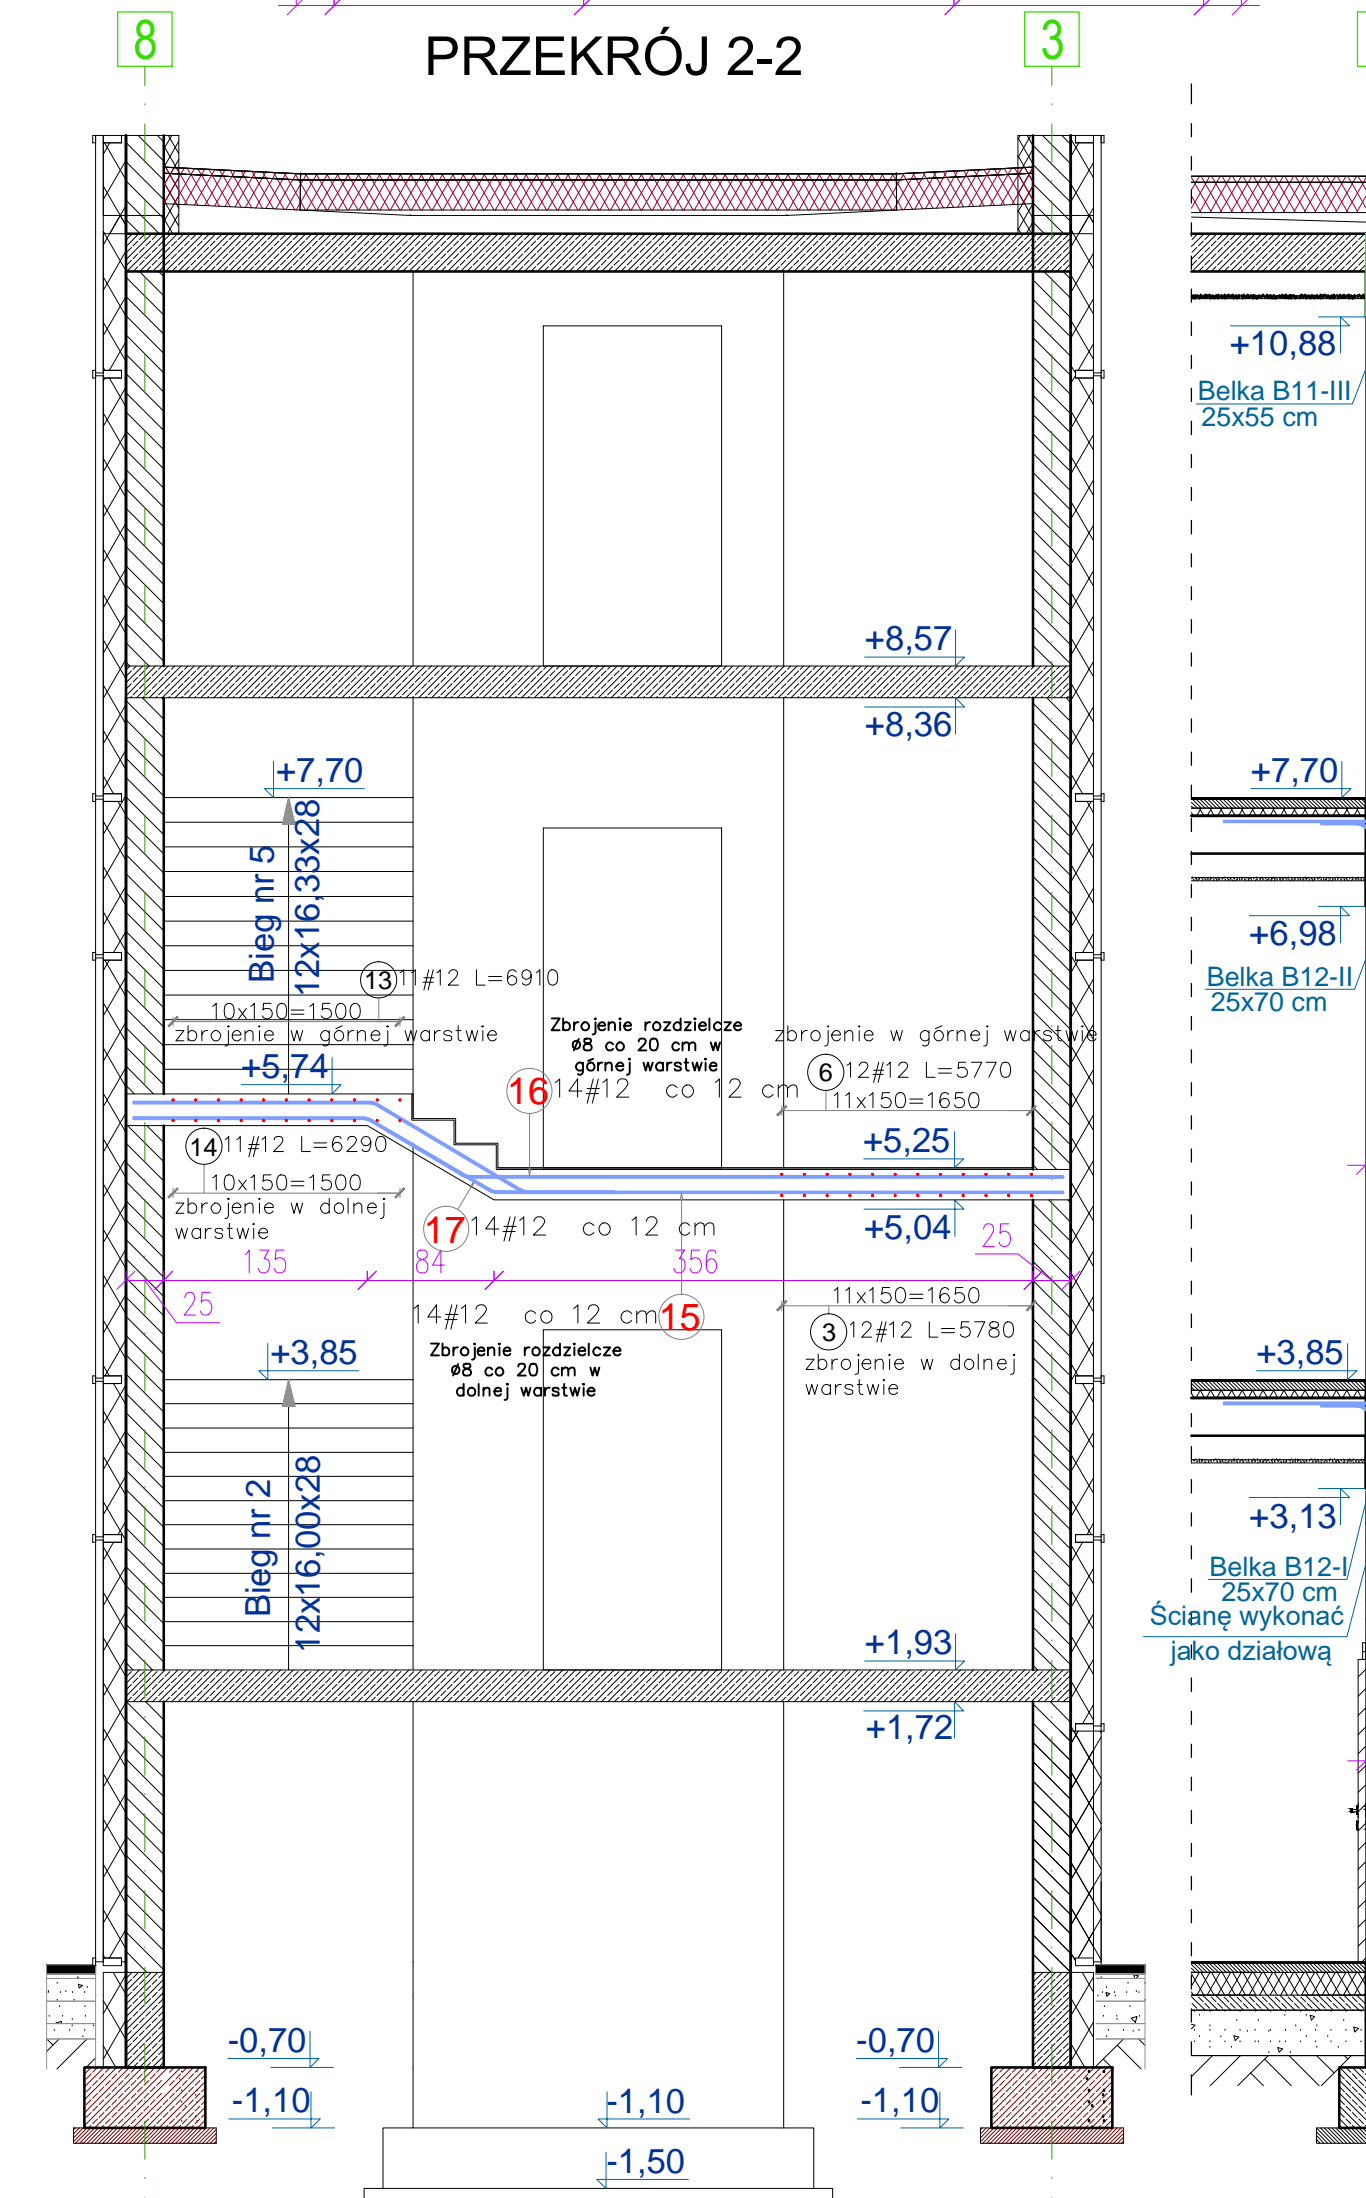 8
PRZEKRÓJ 2-2
3
+10,88
Belka B11-III
25x55 cm
+8,57
+8,36
+7,70
Bieg nr 5
12x16,33x28
+7,70
+6,98
Belka B12-II
25x70 cm
13 11#12 L=6910
10x150=1500
zbrojenie w górnej warstwie
Zbrojenie rozdzielcze
ø8 co 20 cm w
górnej warstwie
zbrojenie w górnej warstwie
6 12#12 L=5770
11x150=1650
+5,74
16 14#12 co 12 cm
14 11#12 L=6290
10x150=1500
zbrojenie w dolnej
warstwie
+5,25
+5,04
17 14#12 co 12 cm
135
84
356
25
25
14#12 co 12 cm 15
11x150=1650
3 12#12 L=5780
zbrojenie w dolnej
warstwie
Zbrojenie rozdzielcze
ø8 co 20 cm w
dolnej warstwie
+3,85
Bieg nr 2
12x16,00x28
+3,85
+3,13
Belka B12-I
25x70 cm
Ścianę wykonać
jako działową
+1,93
+1,72
-0,70
-1,10
-0,70
-1,10
-1,10
-1,50